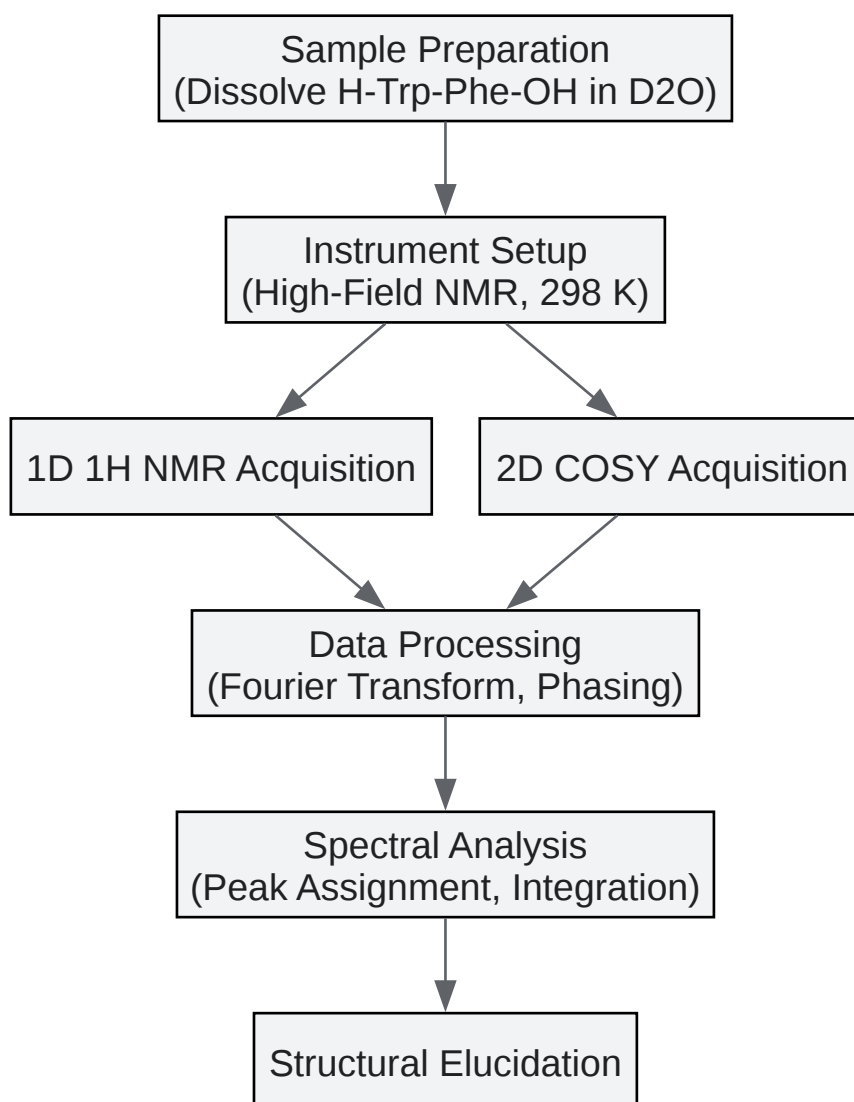 Sample Preparation
(Dissolve H-Trp-Phe-OH in D2O)
Instrument Setup
(High-Field NMR, 298 K)
1D 1H NMR Acquisition
2D COSY Acquisition
Data Processing
(Fourier Transform, Phasing)
Spectral Analysis
(Peak Assignment, Integration)
Structural Elucidation